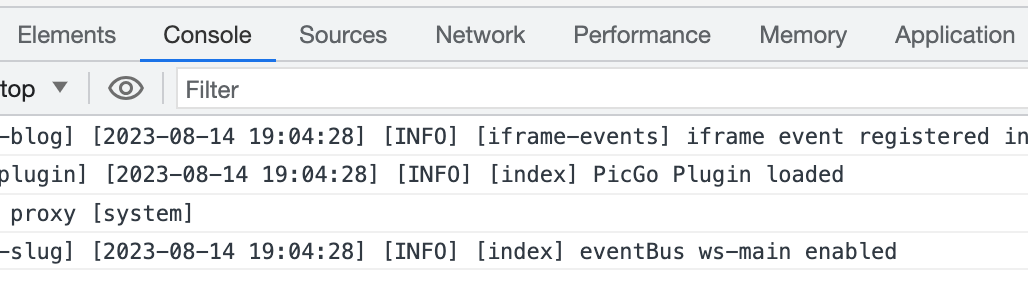 Elements Console Sources Network Performance Memory Application
top Filter
-blog] [2023-08-14 19:04:28] [INFO] [iframe-events] iframe event registered in
plugin] [2023-08-14 19:04:28] [INFO] [index] PicGo Plugin loaded
proxy [system]
-slug] [2023-08-14 19:04:28] [INFO] [index] eventBus ws-main enabled